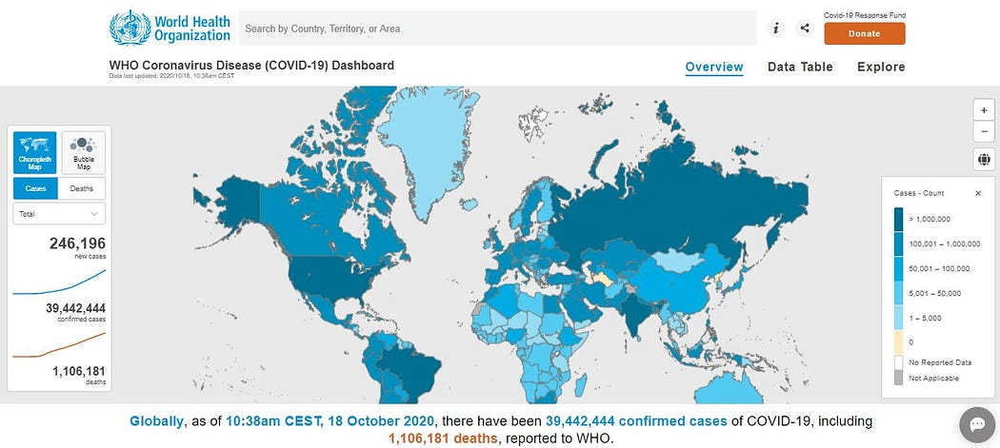 World Health
Organization
Search by Country, Territory, or Area
i
Covid-19 Response Fund
Donate
WHO Coronavirus Disease (COVID-19) Dashboard
Data last updated: 2020/10/18, 10:38am CEST
Overview
Data Table
Explore
Choropleth
Map
Bubble
Map
Cases
Deaths
Total
246,196
new cases
39,442,444
confirmed cases
1,106,181
deaths
+
−
Cases - Count
×
> 1,000,000
100,001 – 1,000,000
50,001 – 100,000
5,001 – 50,000
1 – 5,000
0
No Reported Data
Not Applicable
Globally, as of 10:38am CEST, 18 October 2020, there have been 39,442,444 confirmed cases of COVID-19, including
1,106,181 deaths, reported to WHO.